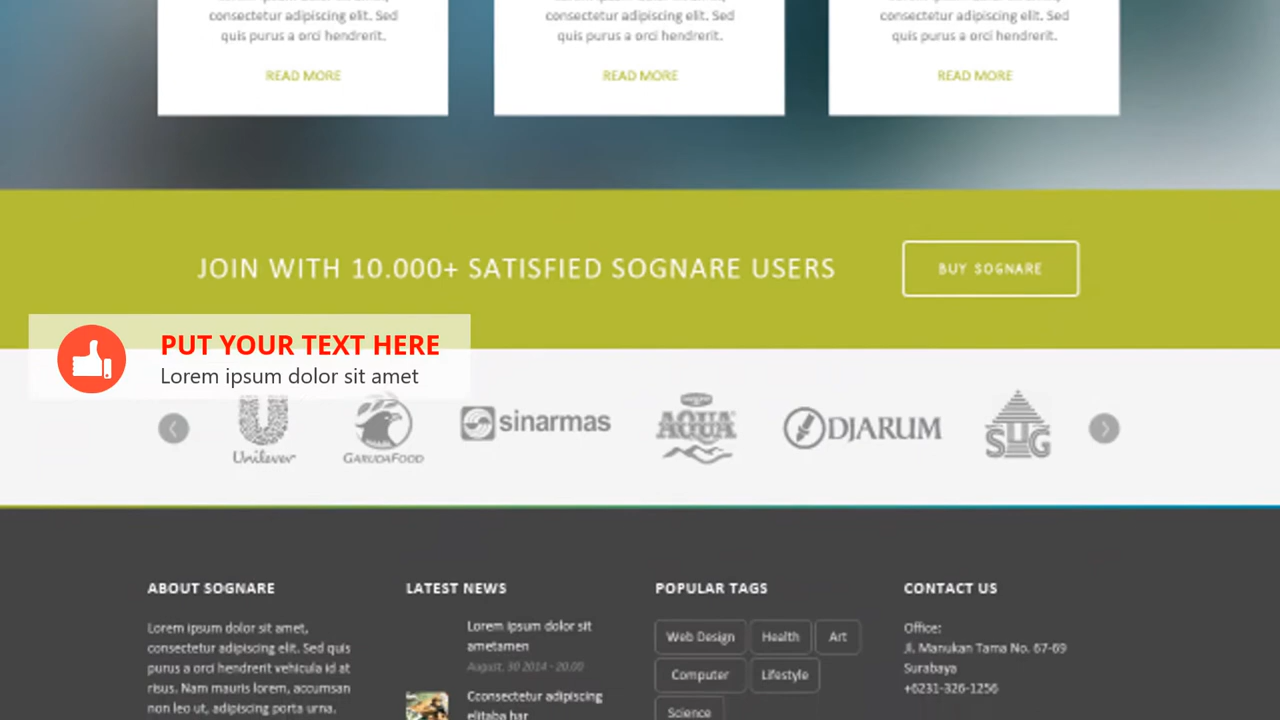 consectetur adipiscing elit. Sed
quis purus a orci hendrerit.
READ MORE
consectetur adipiscing elit. Sed
quis purus a orci hendrerit.
READ MORE
consectetur adipiscing elit. Sed
quis purus a orci hendrerit.
READ MORE
JOIN WITH 10.000+ SATISFIED SOGNARE USERS
BUY SOGNARE
PUT YOUR TEXT HERE
Lorem ipsum dolor sit amet
Unilever
GARUDAFOOD
sinarmas
AQUA
DJARUM
SHG
ABOUT SOGNARE
Lorem ipsum dolor sit amet,
consectetur adipiscing elit. Sed quis
purus a orci hendrerit vehicula id at
risus. Nam mauris lorem, accumsan
non leo ut, adipiscing porta urna.
LATEST NEWS
Lorem ipsum dolor sit
ametamen
August, 30 2014 - 20.00
Cconsectetur adipiscing
elitaba har
POPULAR TAGS
Web Design
Health
Art
Computer
Lifestyle
Science
CONTACT US
Office:
Jl. Manukan Tama No. 67-69
Surabaya
+6231-326-1256